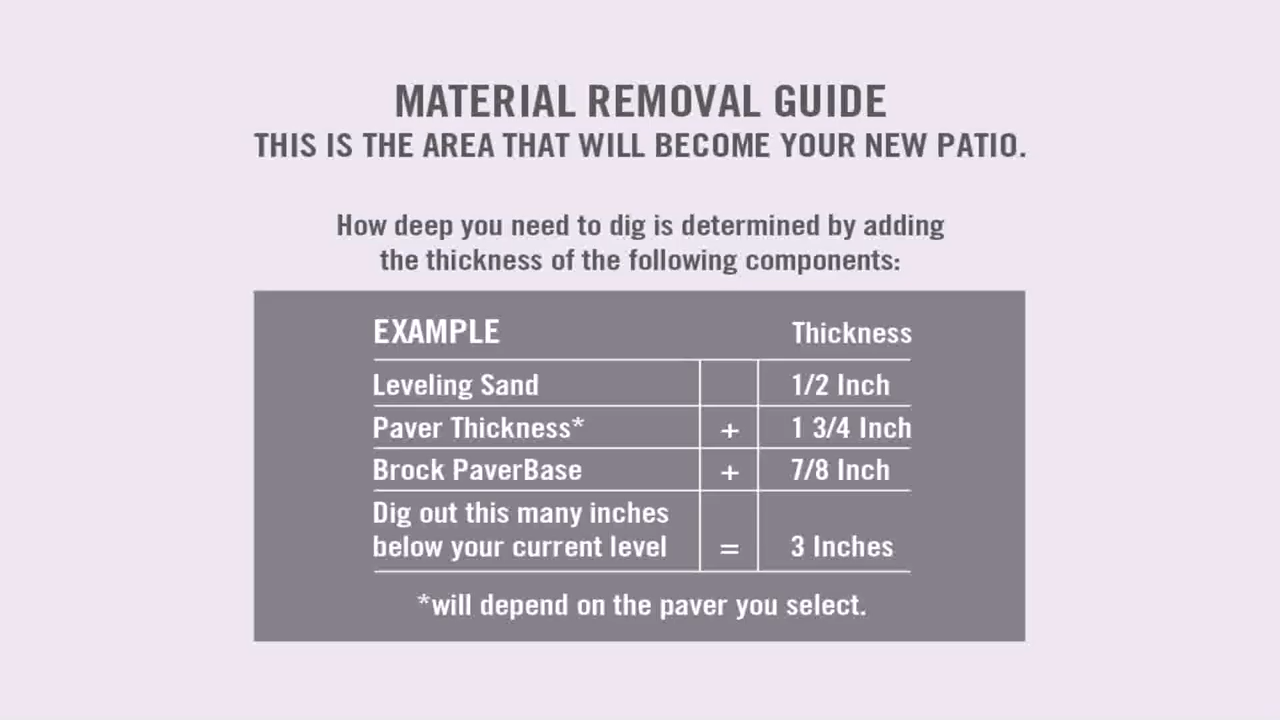 MATERIAL REMOVAL GUIDE
THIS IS THE AREA THAT WILL BECOME YOUR NEW PATIO.
How deep you need to dig is determined by adding
the thickness of the following components:
EXAMPLE Thickness
Leveling Sand 1/2 Inch
Paver Thickness* + 1 3/4 Inch
Brock PaverBase + 7/8 Inch
Dig out this many inches
below your current level = 3 Inches
*will depend on the paver you select.